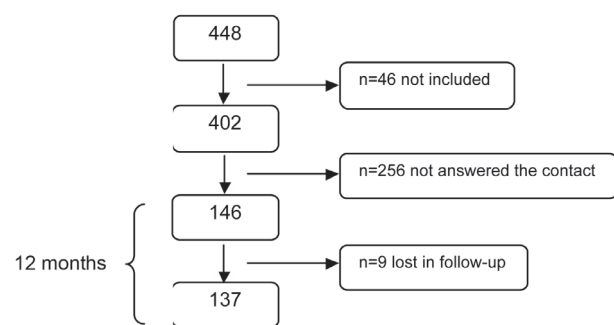 448
n=46 not included
402
n=256 not answered the contact
146
12 months
n=9 lost in follow-up
137